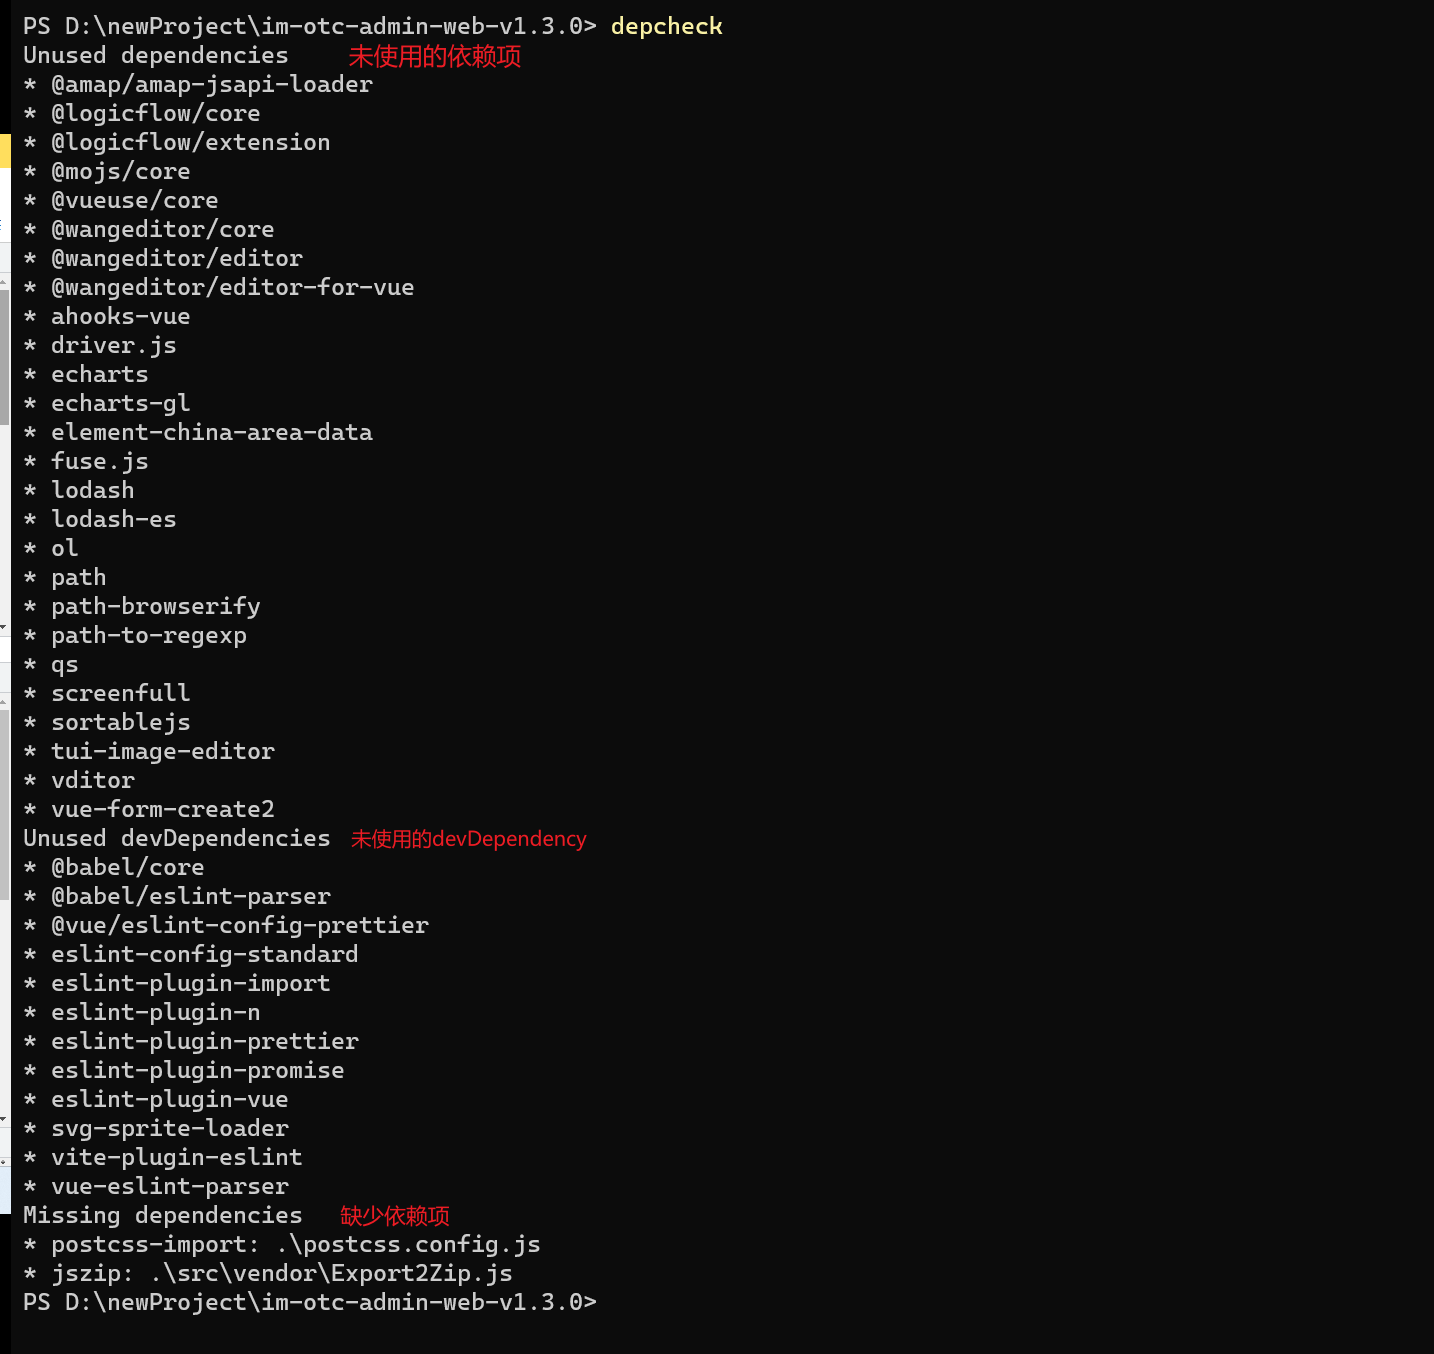 PS D:\newProject\im-otc-admin-web-v1.3.0> depcheck
Unused dependencies 未使用的依赖项
* @amap/amap-jsapi-loader
* @logicflow/core
* @logicflow/extension
* @mojs/core
* @vueuse/core
* @wangeditor/core
* @wangeditor/editor
* @wangeditor/editor-for-vue
* ahooks-vue
* driver.js
* echarts
* echarts-gl
* element-china-area-data
* fuse.js
* lodash
* lodash-es
* ol
* path
* path-browserify
* path-to-regexp
* qs
* screenfull
* sortablejs
* tui-image-editor
* vditor
* vue-form-create2
Unused devDependencies 未使用的devDependency
* @babel/core
* @babel/eslint-parser
* @vue/eslint-config-prettier
* eslint-config-standard
* eslint-plugin-import
* eslint-plugin-n
* eslint-plugin-prettier
* eslint-plugin-promise
* eslint-plugin-vue
* svg-sprite-loader
* vite-plugin-eslint
* vue-eslint-parser
Missing dependencies 缺少依赖项
* postcss-import: .\postcss.config.js
* jszip: .\src\vendor\Export2Zip.js
PS D:\newProject\im-otc-admin-web-v1.3.0>